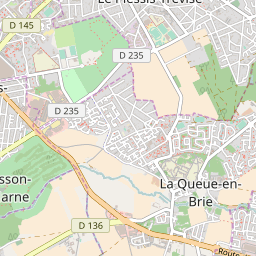 Le Plessis-Trévise
D 145
D 235
s-
D 235
sson-
arne
La Queue-en-
Brie
D 136
Route